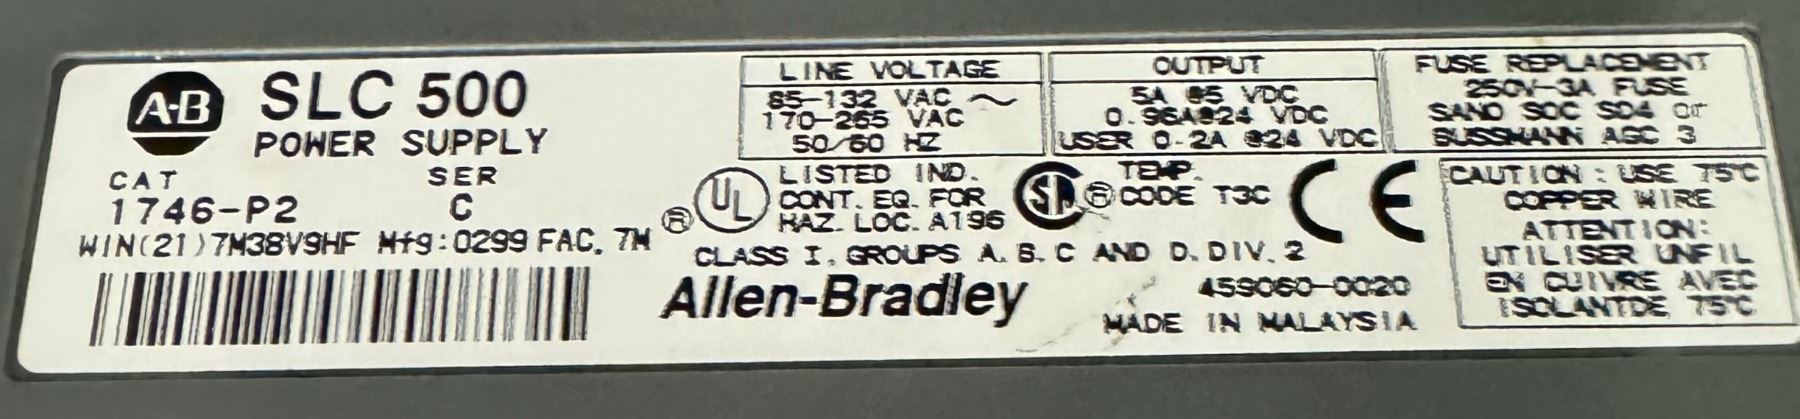 A-B
SLC 500
POWER SUPPLY
CAT SER
1746-P2 C
WIN(21)7M38V9HF Mfg:0299 FAC. 7M
LINE VOLTAGE
85-132 VAC ~
170-265 VAC
50/60 HZ
OUTPUT
5A @5 VDC
0.96A@24 VDC
USER 0.2A @24 VDC
FUSE REPLACEMENT
250V-3A FUSE
SANO SOC SD4 or
BUSSMANN AGC 3
UL ®
LISTED IND.
CONT. EQ. FOR
HAZ. LOC. A196
SA ®
TEMP.
CODE T3C
CE
CLASS I, GROUPS A, B, C AND D, DIV. 2
Allen-Bradley
459060-0020
MADE IN MALAYSIA
CAUTION: USE 75°C
COPPER WIRE
ATTENTION:
UTILISER UNFIL
EN CUIVRE AVEC
ISOLANTDE 75°C